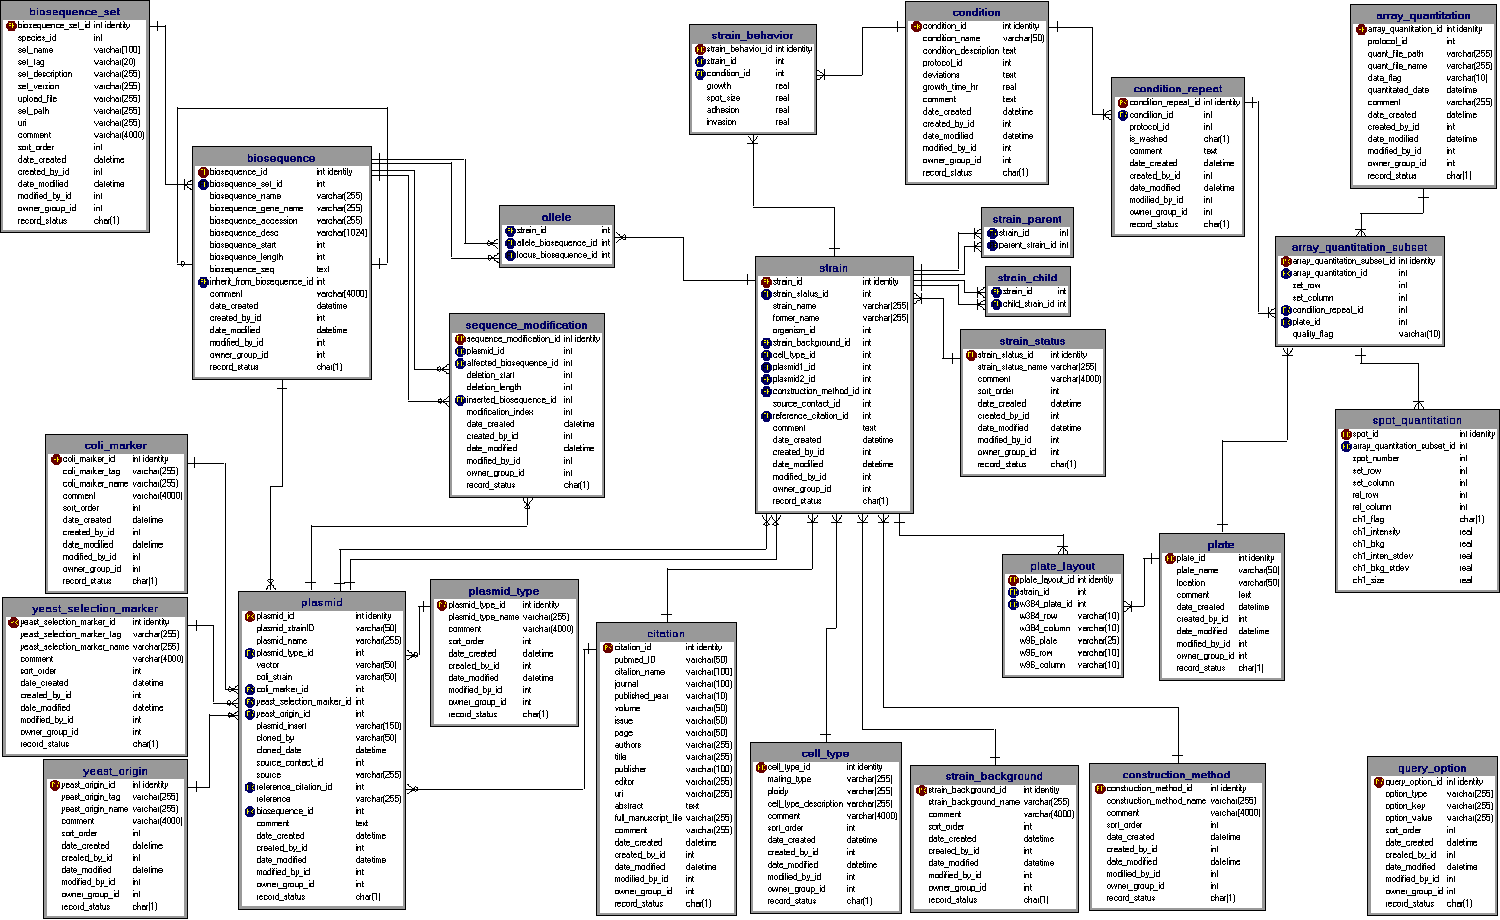 biosequence_set
biosequence_set_id int identity
species_id int
set_name varchar(100)
set_tag varchar(20)
set_description varchar(255)
set_version varchar(255)
upload_file varchar(255)
set_path varchar(255)
uri varchar(255)
comment varchar(4000)
sort_order int
date_created datetime
created_by_id int
date_modified datetime
modified_by_id int
owner_group_id int
record_status char(1)
biosequence
biosequence_id int identity
biosequence_set_id int
biosequence_name varchar(255)
biosequence_gene_name varchar(255)
biosequence_accession varchar(255)
biosequence_desc varchar(1024)
biosequence_start int
biosequence_length int
biosequence_seq text
inherit_from_biosequence_id int
comment varchar(4000)
date_created datetime
created_by_id int
date_modified datetime
modified_by_id int
owner_group_id int
record_status char(1)
allele
strain_id int
allele_biosequence_id int
locus_biosequence_id int
sequence_modification
sequence_modification_id int identity
plasmid_id int
affected_biosequence_id int
deletion_start int
deletion_length int
inserted_biosequence_id int
modification_index int
date_created datetime
created_by_id int
date_modified datetime
modified_by_id int
owner_group_id int
record_status char(1)
strain_behavior
strain_behavior_id int identity
strain_id int
condition_id int
growth real
spot_size real
adhesion real
invasion real
condition
condition_id int identity
condition_name varchar(50)
condition_description text
protocol_id int
deviations text
growth_time_hr real
comment text
date_created datetime
created_by_id int
date_modified datetime
modified_by_id int
owner_group_id int
record_status char(1)
condition_repeat
condition_repeat_id int identity
condition_id int
protocol_id int
is_washed char(1)
comment text
date_created datetime
created_by_id int
date_modified datetime
modified_by_id int
owner_group_id int
record_status char(1)
array_quantitation
array_quantitation_id int identity
protocol_id int
quant_file_path varchar(255)
quant_file_name varchar(255)
data_flag varchar(10)
quantitated_date datetime
comment varchar(255)
date_created datetime
created_by_id int
date_modified datetime
modified_by_id int
owner_group_id int
record_status char(1)
strain_parent
strain_id int
parent_strain_id int
strain_child
strain_id int
child_strain_id int
strain
strain_id int identity
strain_status_id int
strain_name varchar(255)
former_name varchar(255)
organism_id int
strain_background_id int
cell_type_id int
plasmid1_id int
plasmid2_id int
construction_method_id int
source_contact_id int
reference_citation_id int
comment text
date_created datetime
created_by_id int
date_modified datetime
modified_by_id int
owner_group_id int
record_status char(1)
strain_status
strain_status_id int identity
strain_status_name varchar(255)
comment varchar(4000)
sort_order int
date_created datetime
created_by_id int
date_modified datetime
modified_by_id int
owner_group_id int
record_status char(1)
array_quantitation_subset
array_quantitation_subset_id int identity
array_quantitation_id int
set_row int
set_column int
condition_repeat_id int
plate_id int
quality_flag varchar(10)
spot_quantitation
spot_id int identity
array_quantitation_subset_id int
spot_number int
set_row int
set_column int
rel_row int
rel_column int
ch1_flag char(1)
ch1_intensity real
ch1_bkg real
ch1_inten_stdev real
ch1_bkg_stdev real
ch1_size real
coli_marker
coli_marker_id int identity
coli_marker_tag varchar(255)
coli_marker_name varchar(255)
comment varchar(4000)
sort_order int
date_created datetime
created_by_id int
date_modified datetime
modified_by_id int
owner_group_id int
record_status char(1)
yeast_selection_marker
yeast_selection_marker_id int identity
yeast_selection_marker_tag varchar(255)
yeast_selection_marker_name varchar(255)
comment varchar(4000)
sort_order int
date_created datetime
created_by_id int
date_modified datetime
modified_by_id int
owner_group_id int
record_status char(1)
yeast_origin
yeast_origin_id int identity
yeast_origin_tag varchar(255)
yeast_origin_name varchar(255)
comment varchar(4000)
sort_order int
date_created datetime
created_by_id int
date_modified datetime
modified_by_id int
owner_group_id int
record_status char(1)
plasmid
plasmid_id int identity
plasmid_strainID varchar(50)
plasmid_name varchar(255)
plasmid_type_id int
vector varchar(50)
coli_strain varchar(50)
coli_marker_id int
yeast_selection_marker_id int
yeast_origin_id int
plasmid_insert varchar(150)
cloned_by varchar(50)
cloned_date datetime
source_contact_id int
source varchar(255)
reference_citation_id int
reference varchar(255)
biosequence_id int
comment text
date_created datetime
created_by_id int
date_modified datetime
modified_by_id int
owner_group_id int
record_status char(1)
plasmid_type
plasmid_type_id int identity
plasmid_type_name varchar(255)
comment varchar(4000)
sort_order int
date_created datetime
created_by_id int
date_modified datetime
modified_by_id int
owner_group_id int
record_status char(1)
citation
citation_id int identity
pubmed_ID varchar(50)
citation_name varchar(100)
journal varchar(100)
published_year varchar(10)
volume varchar(50)
issue varchar(50)
page varchar(50)
authors varchar(255)
title varchar(255)
publisher varchar(100)
editor varchar(255)
uri varchar(255)
abstract text
full_manuscript_file varchar(255)
comment varchar(255)
date_created datetime
created_by_id int
date_modified datetime
modified_by_id int
owner_group_id int
record_status char(1)
plate_layout
plate_layout_id int identity
strain_id int
w384_plate_id int
w384_row varchar(10)
w384_column varchar(10)
w96_plate varchar(25)
w96_row varchar(10)
w96_column varchar(10)
plate
plate_id int identity
plate_name varchar(50)
location varchar(50)
comment text
date_created datetime
created_by_id int
date_modified datetime
modified_by_id int
owner_group_id int
record_status char(1)
cell_type
cell_type_id int identity
mating_type varchar(255)
ploidy varchar(255)
cell_type_description varchar(255)
comment varchar(4000)
sort_order int
date_created datetime
created_by_id int
date_modified datetime
modified_by_id int
owner_group_id int
record_status char(1)
strain_background
strain_background_id int identity
strain_background_name varchar(255)
comment varchar(4000)
sort_order int
date_created datetime
created_by_id int
date_modified datetime
modified_by_id int
owner_group_id int
record_status char(1)
construction_method
construction_method_id int identity
construction_method_name varchar(255)
comment varchar(4000)
sort_order int
date_created datetime
created_by_id int
date_modified datetime
modified_by_id int
owner_group_id int
record_status char(1)
query_option
query_option_id int identity
option_type varchar(255)
option_key varchar(255)
option_value varchar(255)
sort_order int
date_created datetime
created_by_id int
date_modified datetime
modified_by_id int
owner_group_id int
record_status char(1)